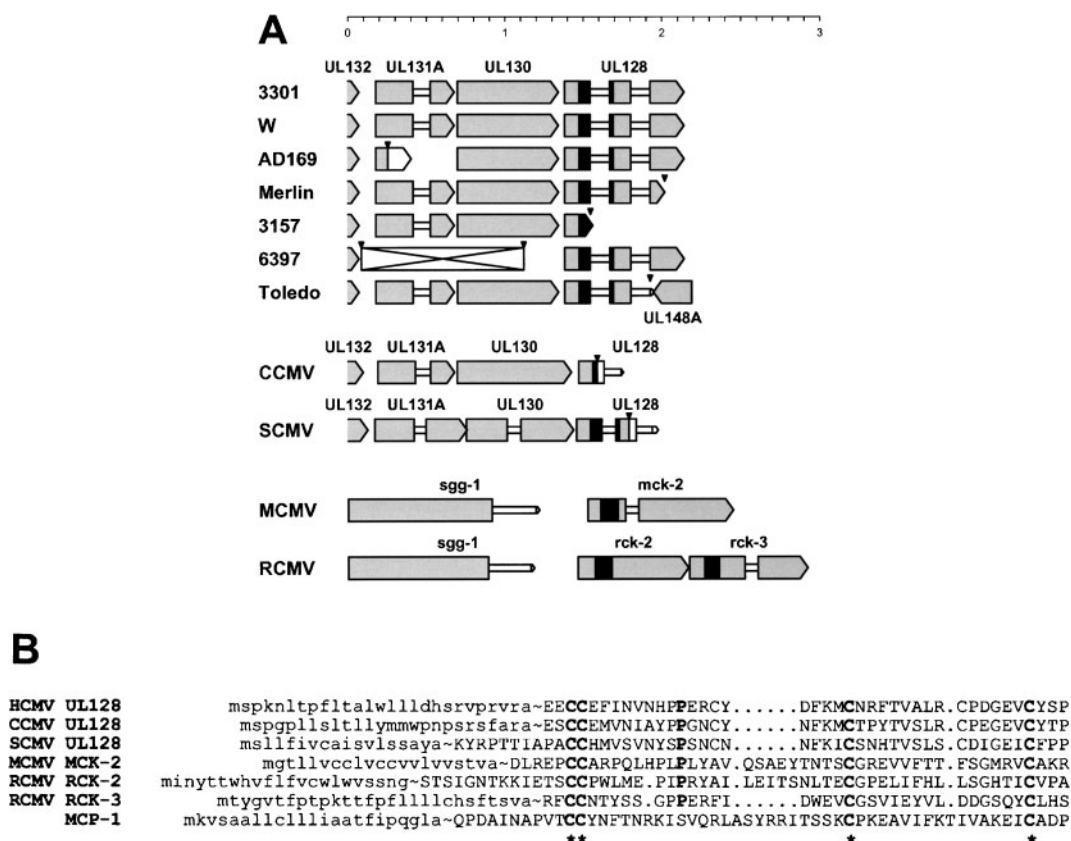 A
0 1 2 3
UL132 UL131A UL130 UL128
3301
W
AD169
Merlin
3157
6397
Toledo
UL148A
UL132 UL131A UL130 UL128
CCMV
UL132 UL131A UL130 UL128
SCMV
sgg-1 mck-2
MCMV
sgg-1 rck-2 rck-3
RCMV
B
HCMV UL128 mspknltpfltalwlllghsrvprvra~EECCEFINVNHPPERCY......DFKMCNRFTVALR.CPDGEVCYSP
CCMV UL128 mspgpllsltllymmwpnpsrsfara~ESCCEMVNIAYPPGNCY......DFKMCTPYTVSLR.CPDGEICYTP
SCMV UL128 msllfivcaisvlssaya~KYRPTTIAPACCHMVSVNYSPSNCN......NFKICSNHTVSLS.CDIGEICFPP
MCMV MCK-2 mgtllvcclvccvvlvvstva~DLREPCCARPQLHPLPLYAV.QSAEYTNTSCGREVVFTT.FSGMRVCAKR
RCMV RCK-2 minyttwhvflfvcwlwvssng~STSIGNTKKIETSCCPWLME.PIPRYAI.LEITSNLTECGPELIFHL.LSGHTICVPA
RCMV RCK-3 mtygvtfptpkttfpfllllchsftsva~RFCCNTYSS.GPPERFI......DWEVCGSVIEYVL.DDGSQYCLHS
MCP-1 mkvsaallcllliaatfipqgla~QPDAINAPVTCCYNFTNRKISVQRLASYRRITSSKCPKEAVIFKTIVAKEICADP
** * *